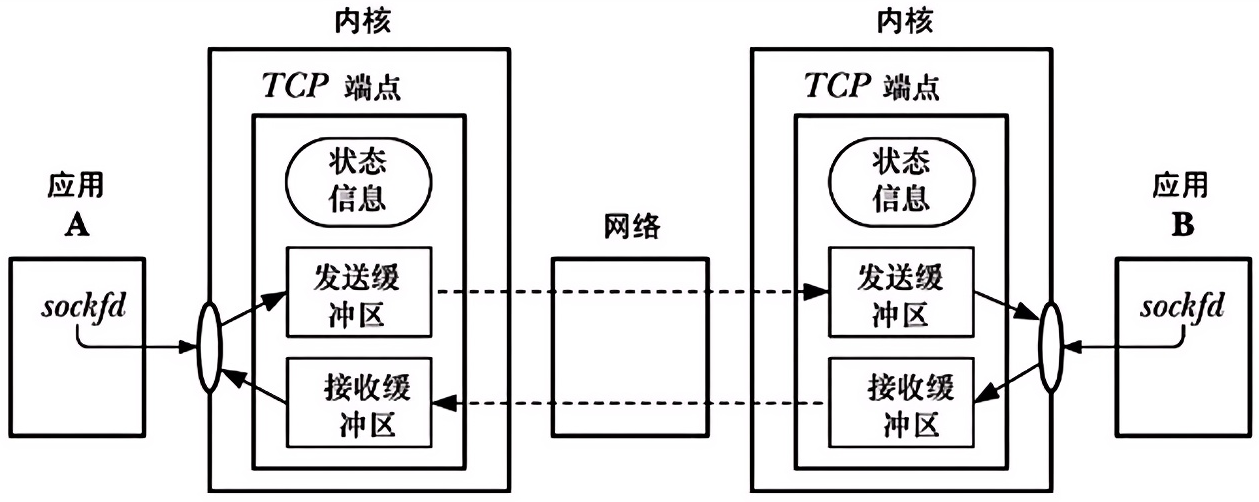 内核
TCP 端点
状态
信息
应用
A
sockfd
发送缓
冲区
接收缓
冲区
网络
内核
TCP 端点
状态
信息
发送缓
冲区
接收缓
冲区
应用
B
sockfd